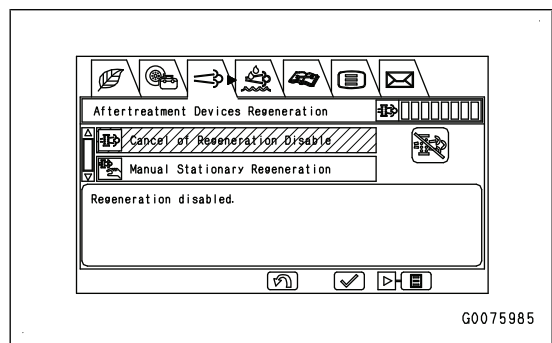 Aftertreatment Devices Regeneration
Cancel of Regeneration Disable
Manual Stationary Regeneration
Regeneration disabled.
G0075985